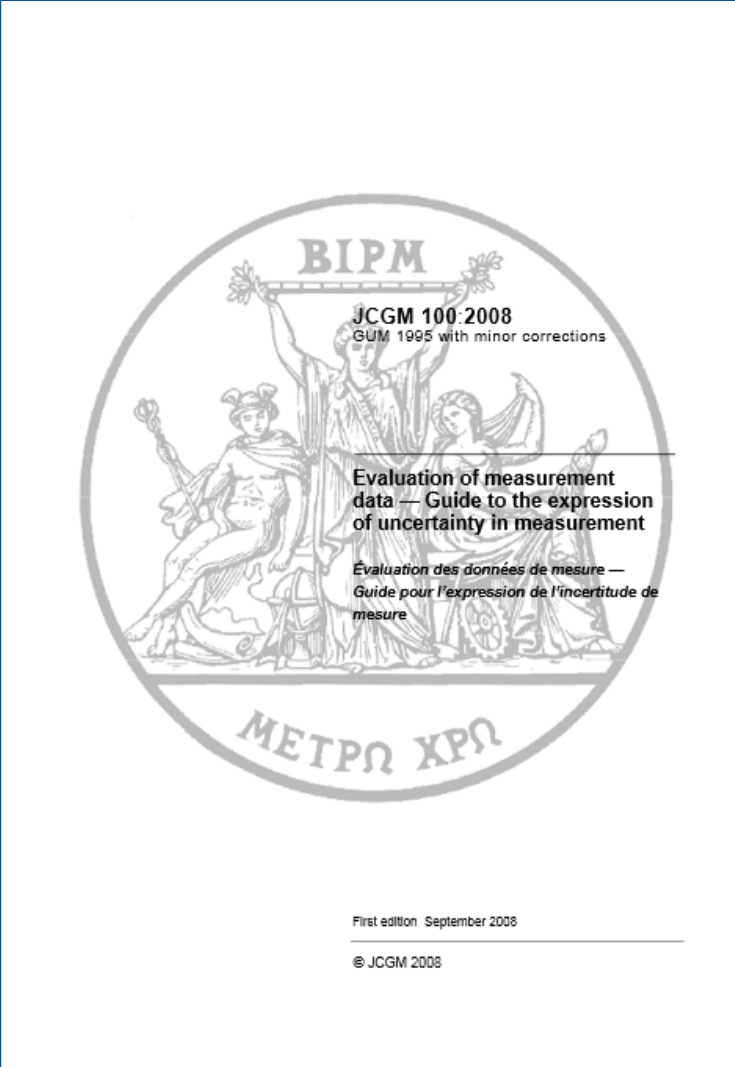 BIPM
JCGM 100:2008
GUM 1995 with minor corrections
Evaluation of measurement
data — Guide to the expression
of uncertainty in measurement
Évaluation des données de mesure —
Guide pour l'expression de l'incertitude de
mesure
ΜΕΤΡΩ ΧΡΩ
First edition September 2008
© JCGM 2008